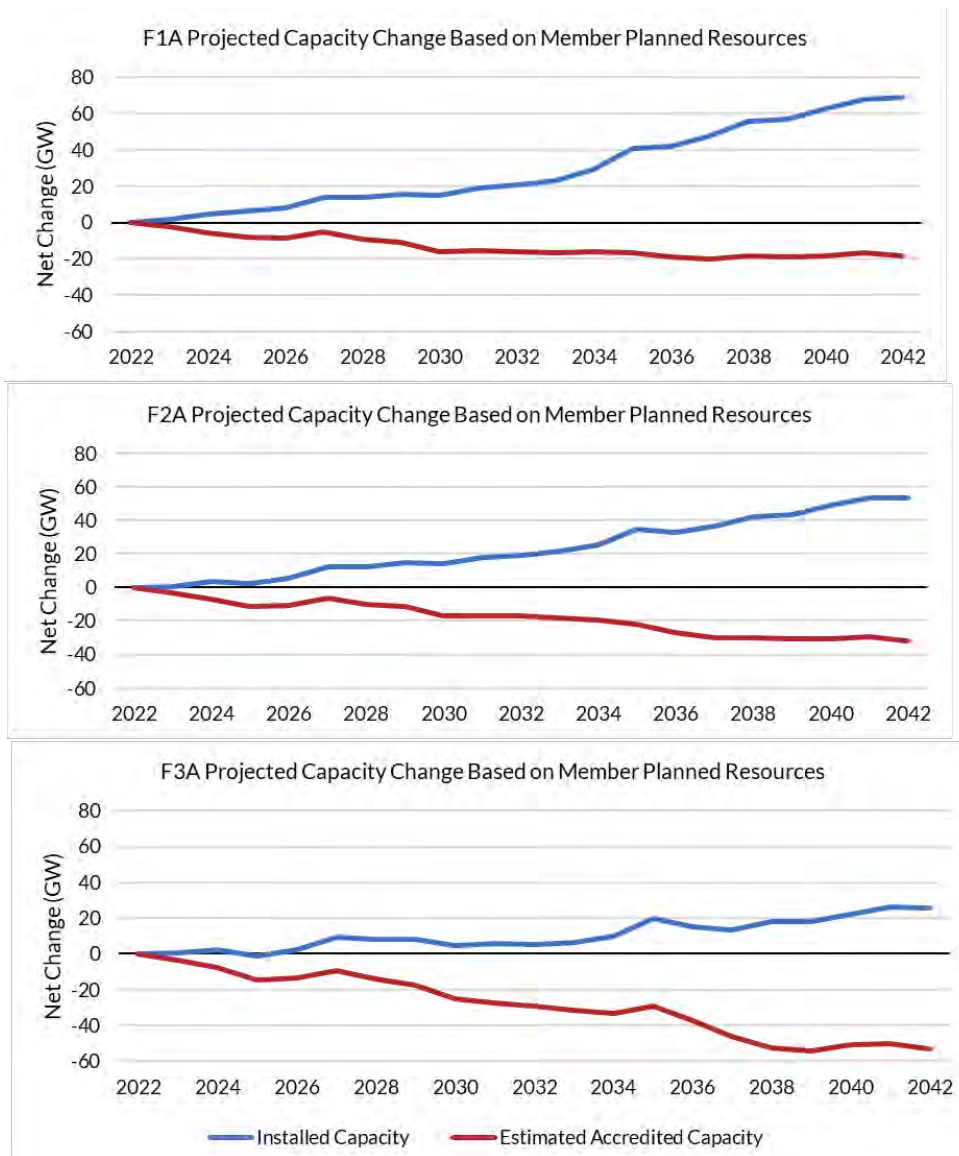 F1A Projected Capacity Change Based on Member Planned Resources
Net Change (GW)
80
60
40
20
0
-20
-40
-60
2022 2024 2026 2028 2030 2032 2034 2036 2038 2040 2042
F2A Projected Capacity Change Based on Member Planned Resources
Net Change (GW)
80
60
40
20
0
-20
-40
-60
2022 2024 2026 2028 2030 2032 2034 2036 2038 2040 2042
F3A Projected Capacity Change Based on Member Planned Resources
Net Change (GW)
80
60
40
20
0
-20
-40
-60
2022 2024 2026 2028 2030 2032 2034 2036 2038 2040 2042
Installed Capacity Estimated Accredited Capacity